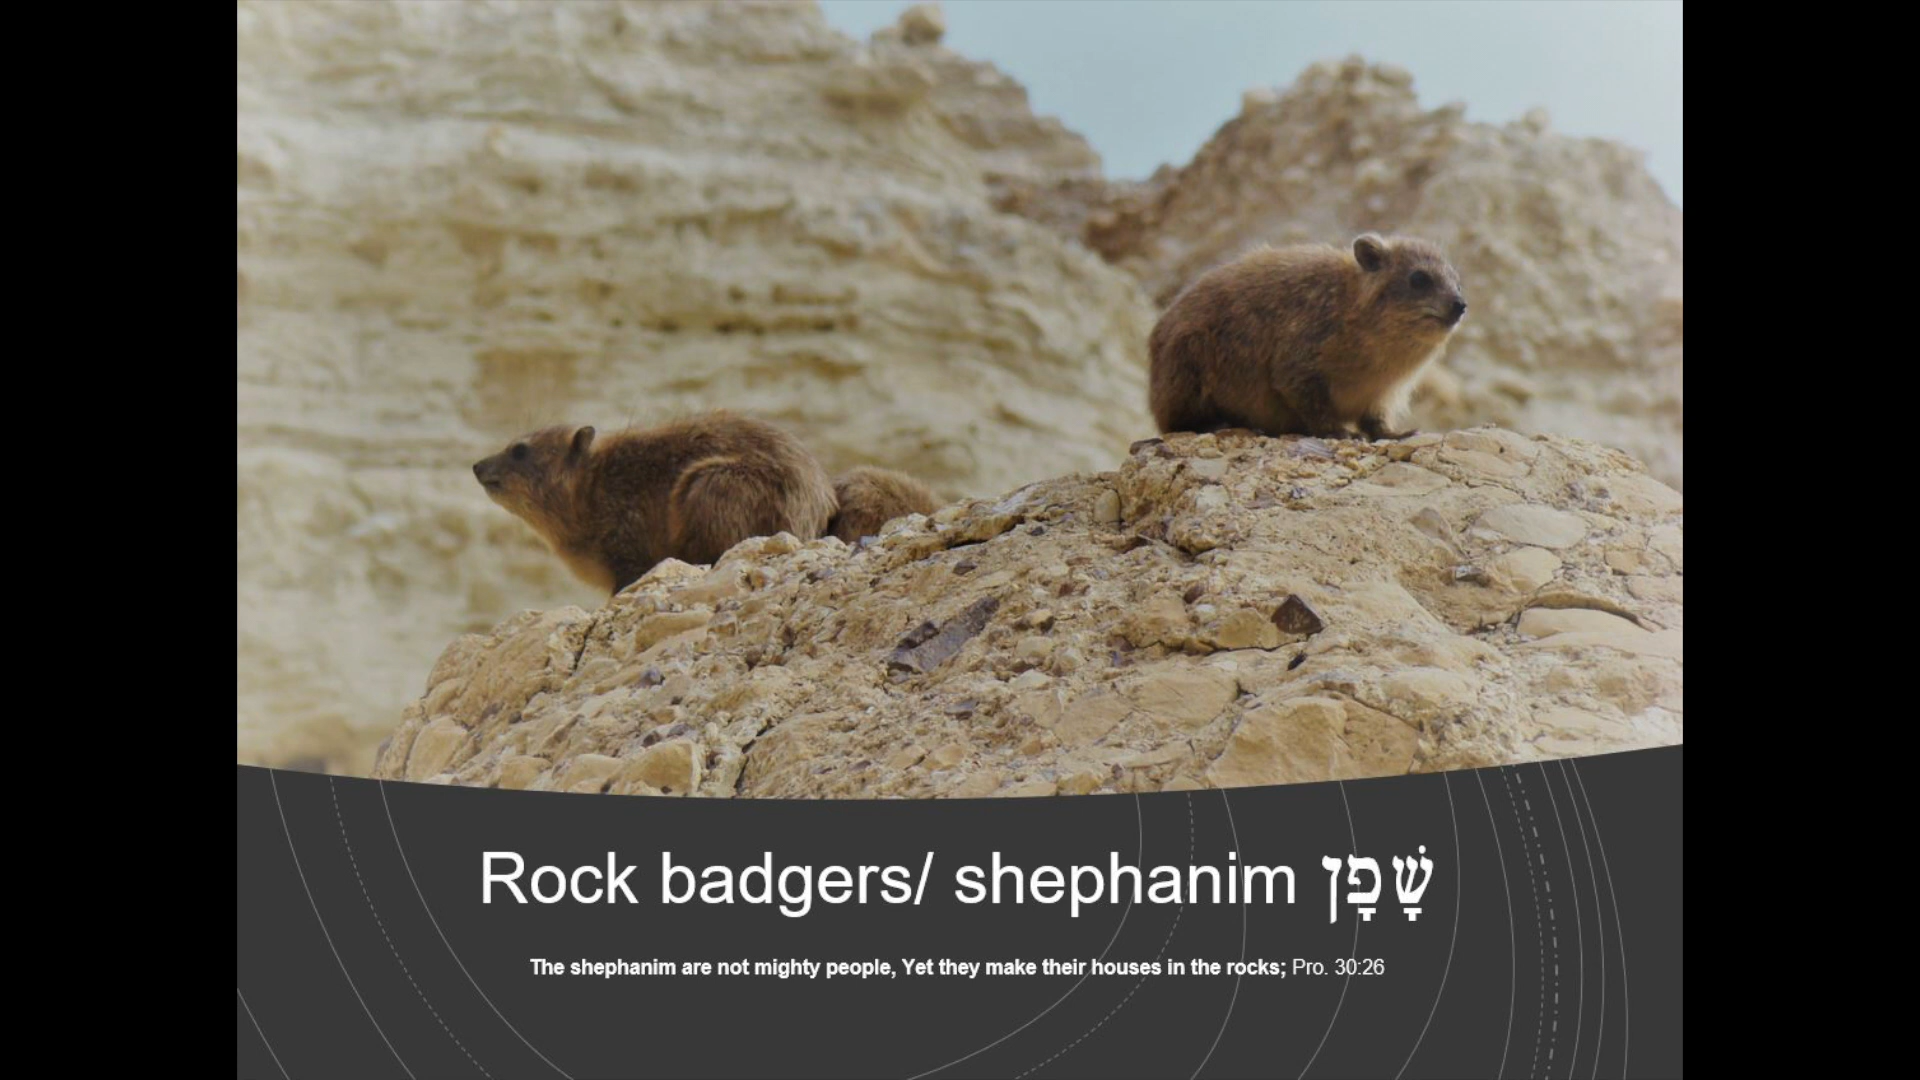 Rock badgers/ shephanim שָׁפָן
The shephanim are not mighty people, Yet they make their houses in the rocks; Pro. 30:26